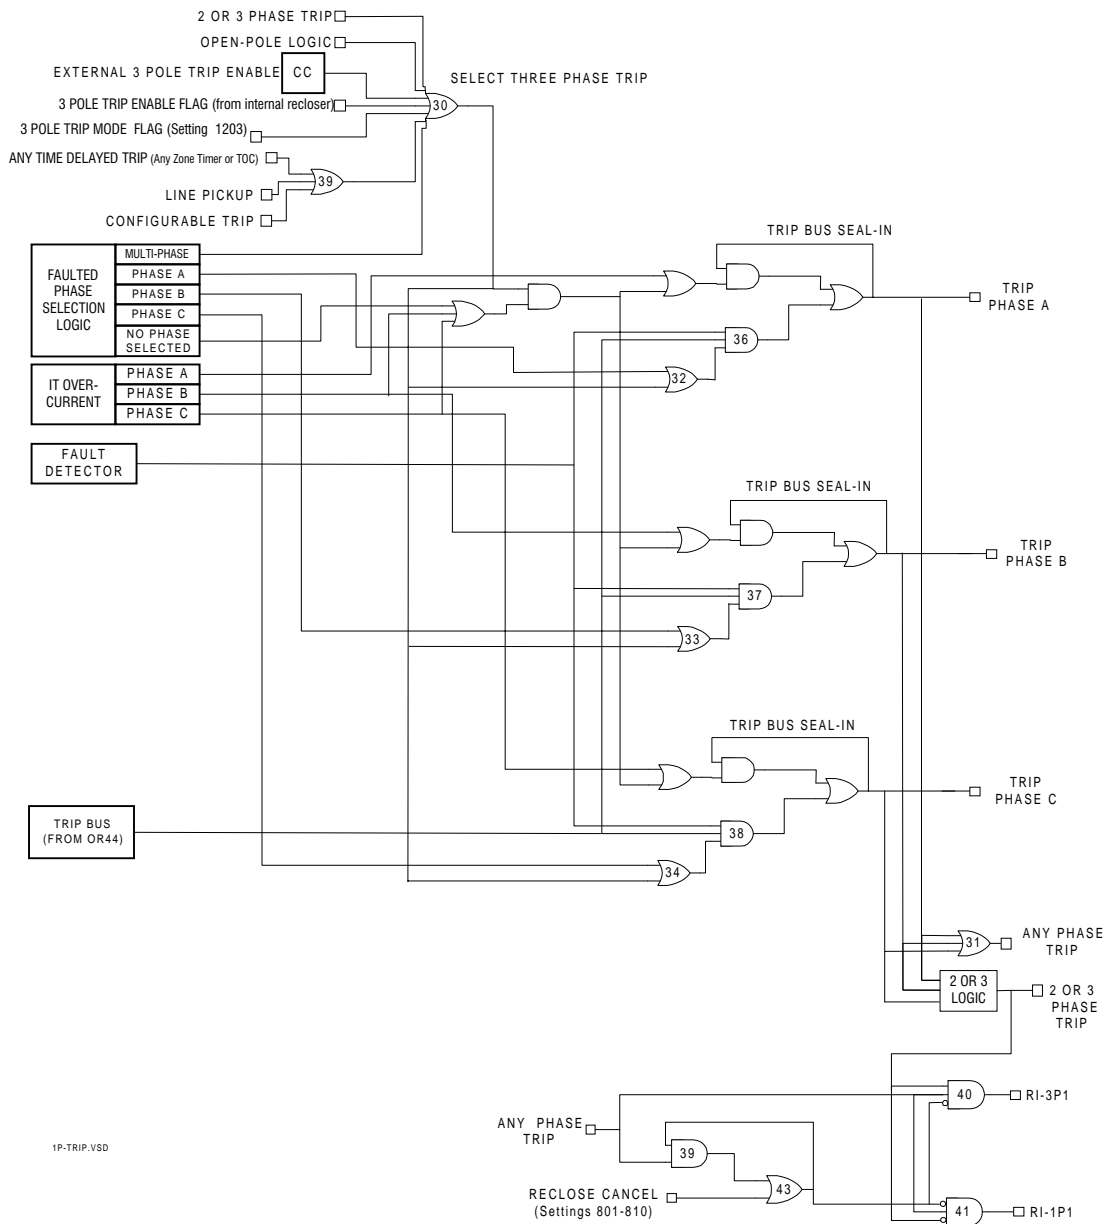 2 OR 3 PHASE TRIP
OPEN-POLE LOGIC
EXTERNAL 3 POLE TRIP ENABLE
CC
SELECT THREE PHASE TRIP
30
3 POLE TRIP ENABLE FLAG (from internal recloser)
3 POLE TRIP MODE FLAG (Setting 1203)
ANY TIME DELAYED TRIP (Any Zone Timer or TOC)
39
LINE PICKUP
CONFIGURABLE TRIP
FAULTED
PHASE
SELECTION
LOGIC
MULTI-PHASE
PHASE A
PHASE B
PHASE C
NO PHASE
SELECTED
IT OVER-
CURRENT
PHASE A
PHASE B
PHASE C
FAULT
DETECTOR
TRIP BUS SEAL-IN
TRIP
PHASE A
36
32
TRIP BUS SEAL-IN
TRIP
PHASE B
37
33
TRIP BUS SEAL-IN
TRIP
PHASE C
TRIP BUS
(FROM OR44)
38
34
31
ANY PHASE
TRIP
2 OR 3
LOGIC
2 OR 3
PHASE
TRIP
40
RI-3P1
ANY PHASE
TRIP
39
43
RECLOSE CANCEL
(Settings 801-810)
41
RI-1P1
1P-TRIP.VSD